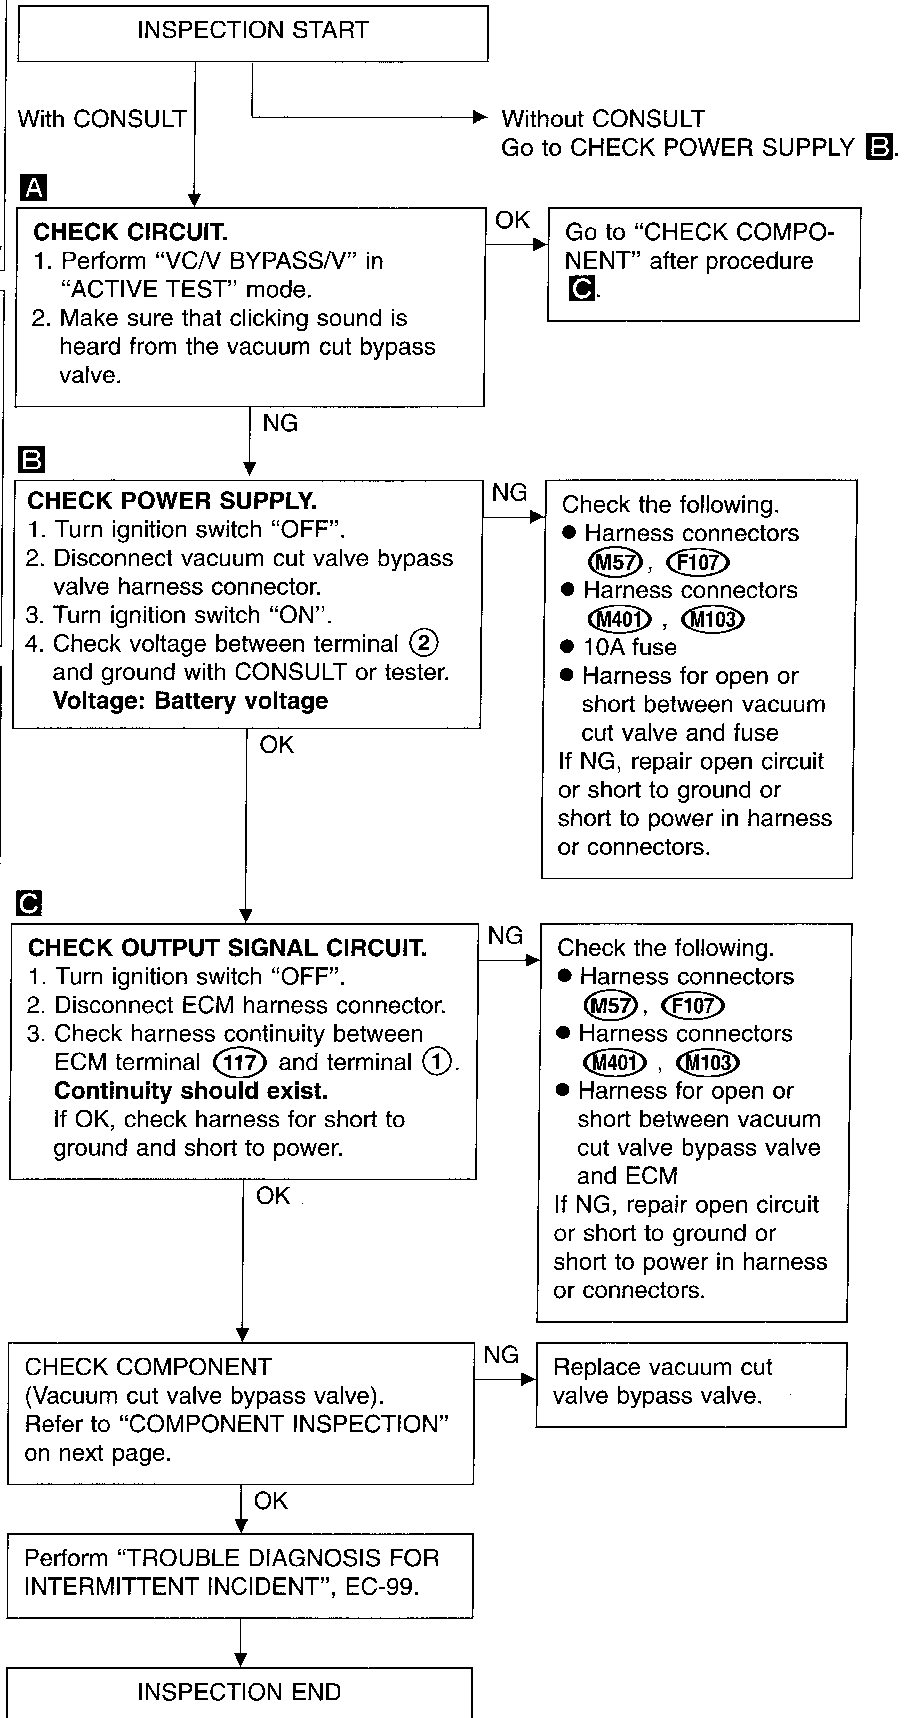 INSPECTION START
With CONSULT
Without CONSULT
Go to CHECK POWER SUPPLY B.
A
CHECK CIRCUIT.
1. Perform “VC/V BYPASS/V” in
“ACTIVE TEST” mode.
2. Make sure that clicking sound is
heard from the vacuum cut bypass
valve.
OK
Go to “CHECK COMPO-
NENT” after procedure
C.
NG
B
CHECK POWER SUPPLY.
1. Turn ignition switch “OFF”.
2. Disconnect vacuum cut valve bypass
valve harness connector.
3. Turn ignition switch “ON”.
4. Check voltage between terminal 2
and ground with CONSULT or tester.
Voltage: Battery voltage
NG
Check the following.
● Harness connectors
M57, F107
● Harness connectors
M401 , M103
● 10A fuse
● Harness for open or
short between vacuum
cut valve and fuse
If NG, repair open circuit
or short to ground or
short to power in harness
or connectors.
OK
C
CHECK OUTPUT SIGNAL CIRCUIT.
1. Turn ignition switch “OFF”.
2. Disconnect ECM harness connector.
3. Check harness continuity between
ECM terminal 117 and terminal 1.
Continuity should exist.
If OK, check harness for short to
ground and short to power.
NG
Check the following.
● Harness connectors
M57, F107
● Harness connectors
M401 , M103
● Harness for open or
short between vacuum
cut valve bypass valve
and ECM
If NG, repair open circuit
or short to ground or
short to power in harness
or connectors.
OK
CHECK COMPONENT
(Vacuum cut valve bypass valve).
Refer to “COMPONENT INSPECTION”
on next page.
NG
Replace vacuum cut
valve bypass valve.
OK
Perform “TROUBLE DIAGNOSIS FOR
INTERMITTENT INCIDENT”, EC-99.
INSPECTION END